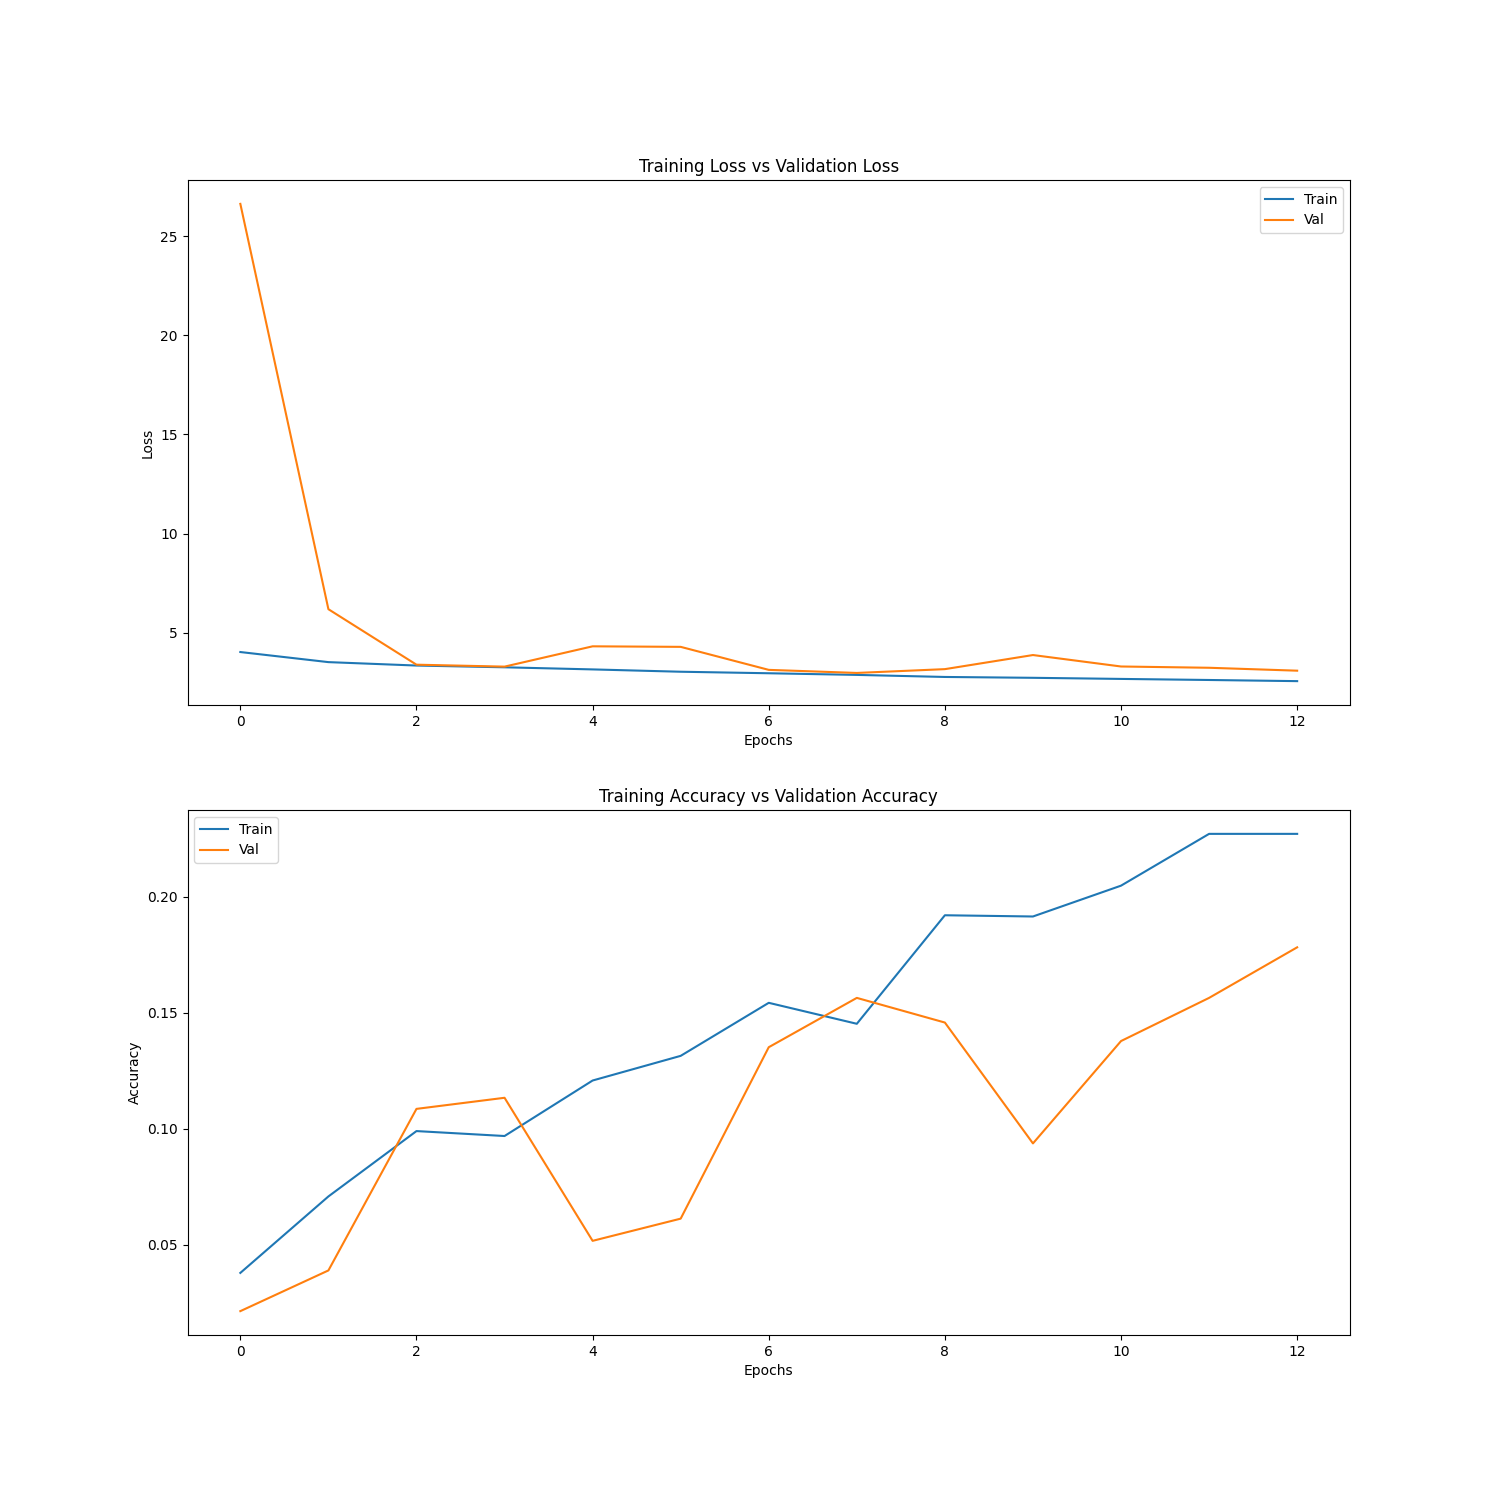 Training Loss vs Validation Loss
Train
Val
25
20
15
10
5
Loss
0 2 4 6 8 10 12
Epochs
Training Accuracy vs Validation Accuracy
Train
Val
0.20
0.15
0.10
0.05
Accuracy
0 2 4 6 8 10 12
Epochs